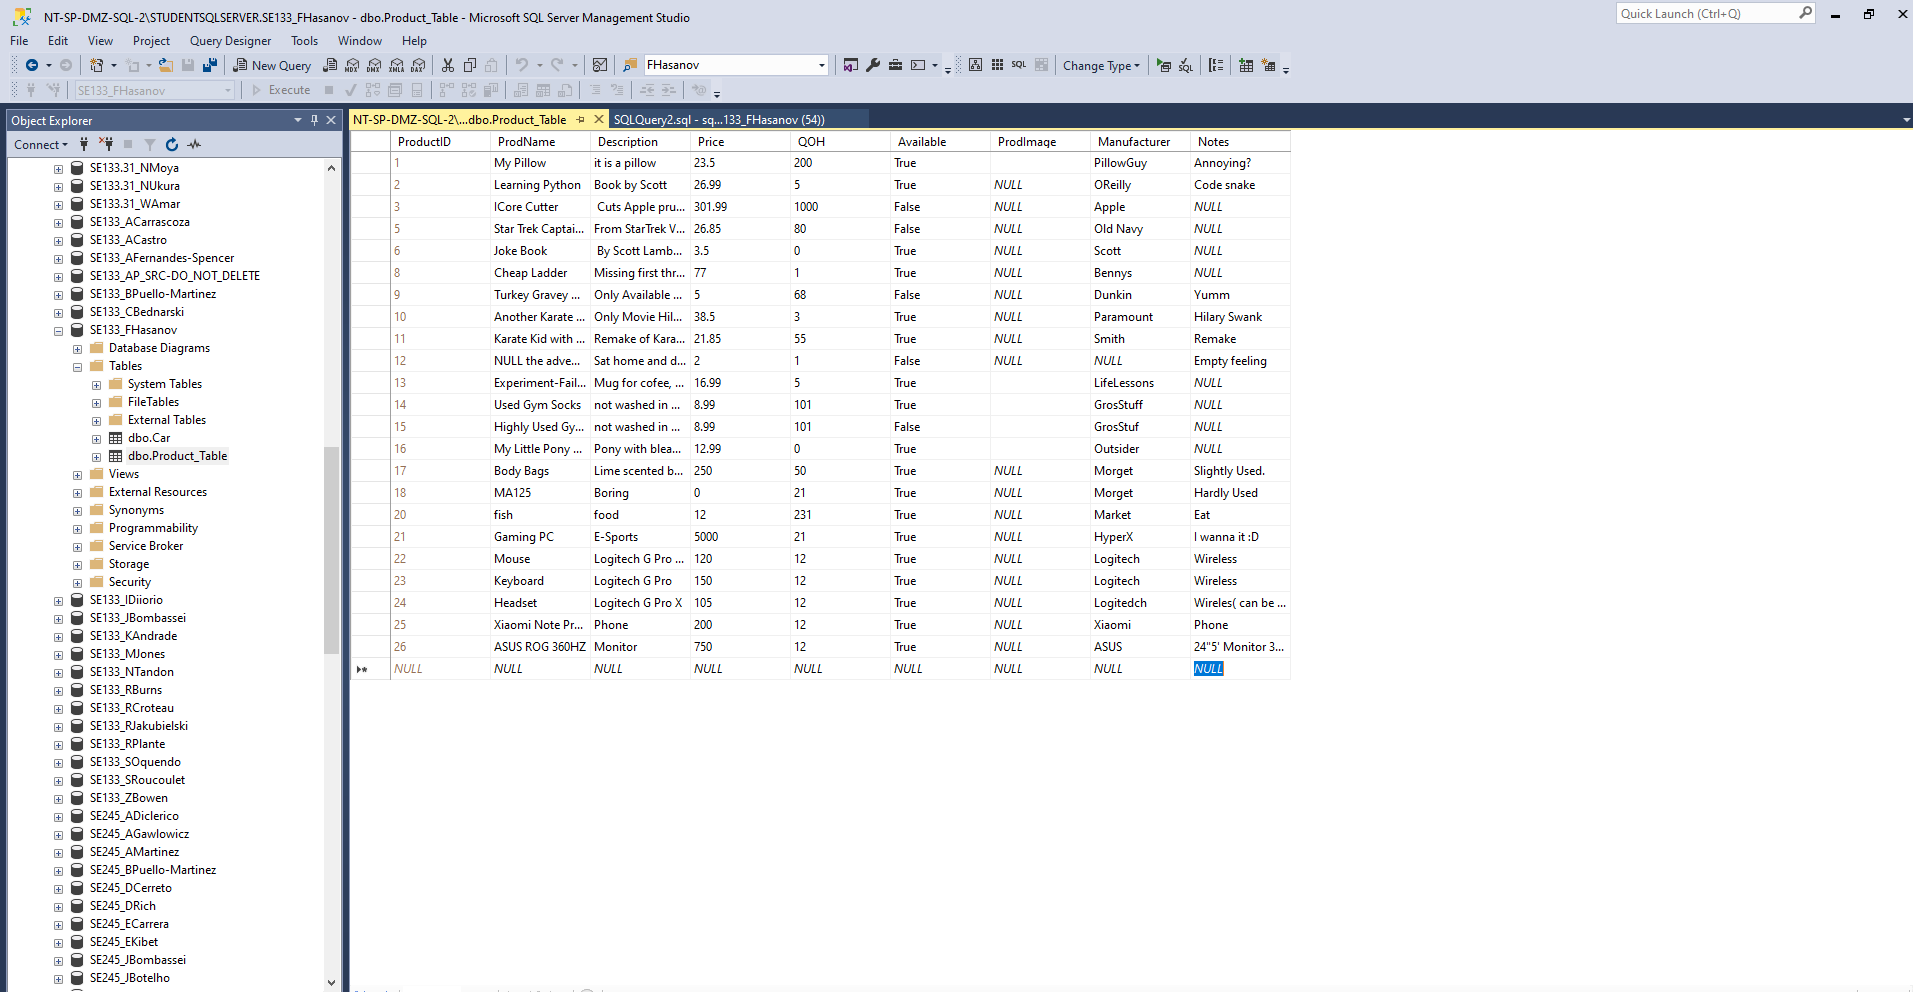 NT-SP-DMZ-SQL-2\STUDENTSQLSERVER.SE133_FHasanov - dbo.Product_Table - Microsoft SQL Server Management Studio
Quick Launch (Ctrl+Q)
File Edit View Project Query Designer Tools Window Help
New Query MDX DMX XMLA DAX FHasanov SQL Change Type
SE133_FHasanov Execute
Object Explorer
Connect
SE133.31_NMoya
SE133.31_NUkura
SE133.31_WAmar
SE133_ACarrascoza
SE133_ACastro
SE133_AFernandes-Spencer
SE133_AP_SRC-DO_NOT_DELETE
SE133_BPuello-Martinez
SE133_CBednarski
SE133_FHasanov
Database Diagrams
Tables
System Tables
FileTables
External Tables
dbo.Car
dbo.Product_Table
Views
External Resources
Synonyms
Programmability
Service Broker
Storage
Security
SE133_IDiiorio
SE133_JBombassei
SE133_KAndrade
SE133_MJones
SE133_NTandon
SE133_RBurns
SE133_RCroteau
SE133_RJakubielski
SE133_RPlante
SE133_SOquendo
SE133_SRoucoulet
SE133_ZBowen
SE245_ADiclerico
SE245_AGawlowicz
SE245_AMartinez
SE245_BPuello-Martinez
SE245_DCerreto
SE245_DRich
SE245_ECarrera
SE245_EKibet
SE245_JBombassei
SE245_JBotelho
NT-SP-DMZ-SQL-2\...dbo.Product_Table SQLQuery2.sql - sq...133_FHasanov (54))
ProductID ProdName Description Price QOH Available ProdImage Manufacturer Notes
1 My Pillow it is a pillow 23.5 200 True PillowGuy Annoying?
2 Learning Python Book by Scott 26.99 5 True NULL OReilly Code snake
3 ICore Cutter Cuts Apple pru... 301.99 1000 False NULL Apple NULL
5 Star Trek Captai... From StarTrek V... 26.85 80 False NULL Old Navy NULL
6 Joke Book By Scott Lamb... 3.5 0 True NULL Scott NULL
8 Cheap Ladder Missing first thr... 77 1 True NULL Bennys NULL
9 Turkey Gravey ... Only Available ... 5 68 False NULL Dunkin Yumm
10 Another Karate ... Only Movie Hil... 38.5 3 True NULL Paramount Hilary Swank
11 Karate Kid with ... Remake of Kara... 21.85 55 True NULL Smith Remake
12 NULL the adve... Sat home and d... 2 1 False NULL NULL Empty feeling
13 Experiment-Fail... Mug for cofee, ... 16.99 5 True LifeLessons NULL
14 Used Gym Socks not washed in ... 8.99 101 True GrosStuff NULL
15 Highly Used Gy... not washed in ... 8.99 101 False GrosStuf NULL
16 My Little Pony ... Pony with blea... 12.99 0 True Outsider NULL
17 Body Bags Lime scented b... 250 50 True NULL Morget Slightly Used.
18 MA125 Boring 0 21 True NULL Morget Hardly Used
20 fish food 12 231 True NULL Market Eat
21 Gaming PC E-Sports 5000 21 True NULL HyperX I wanna it :D
22 Mouse Logitech G Pro ... 120 12 True NULL Logitech Wireless
23 Keyboard Logitech G Pro 150 12 True NULL Logitech Wireless
24 Headset Logitech G Pro X 105 12 True NULL Logitedch Wireles( can be ...
25 Xiaomi Note Pr... Phone 200 12 True NULL Xiaomi Phone
26 ASUS ROG 360HZ Monitor 750 12 True NULL ASUS 24"5' Monitor 3...
NULL NULL NULL NULL NULL NULL NULL NULL NULL